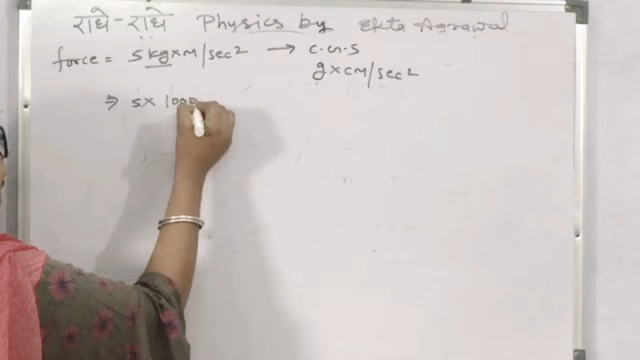 राधे-राधे Physics by Ekta Agrawal
force = 5 kg×M/sec² → C.G.S
g×CM/sec²
⇒ 5× 1000